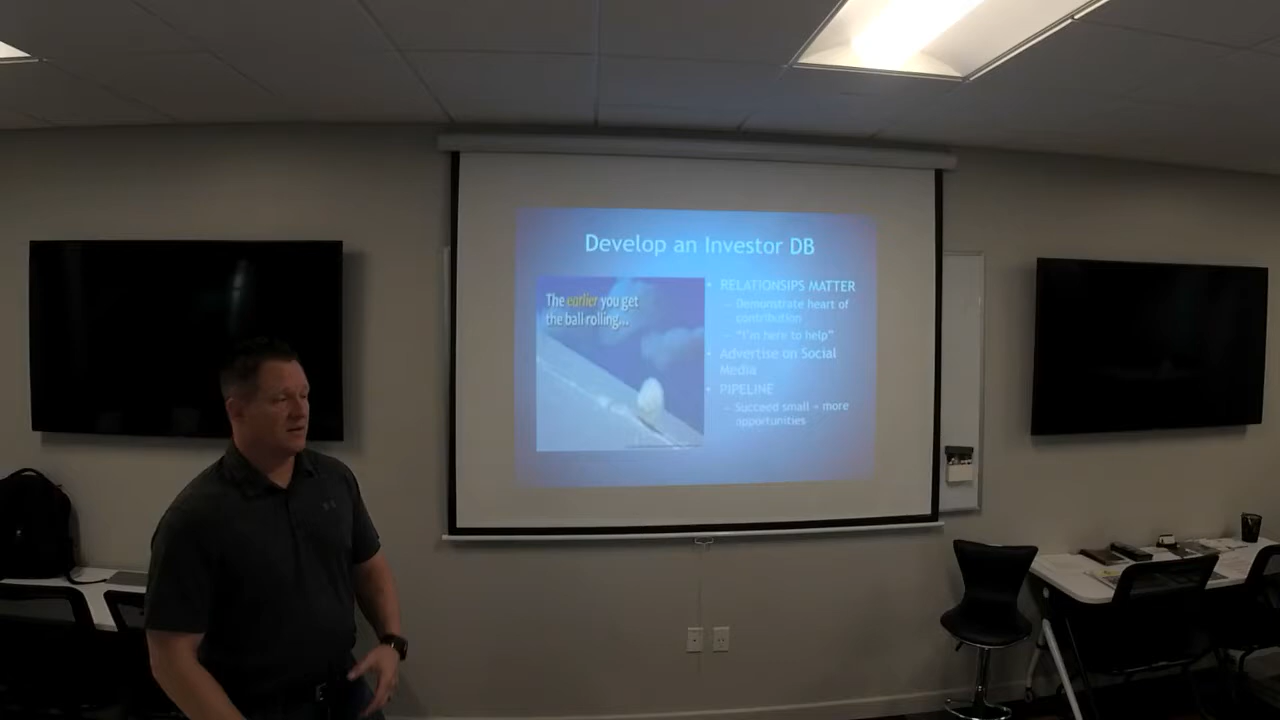 Develop an Investor DB
The earlier you get
the ball rolling...
• RELATIONSIPS MATTER
– Demonstrate heart of
contribution
– "I'm here to help"
• Advertise on Social
Media
• PIPELINE
– Succeed small – more
opportunities